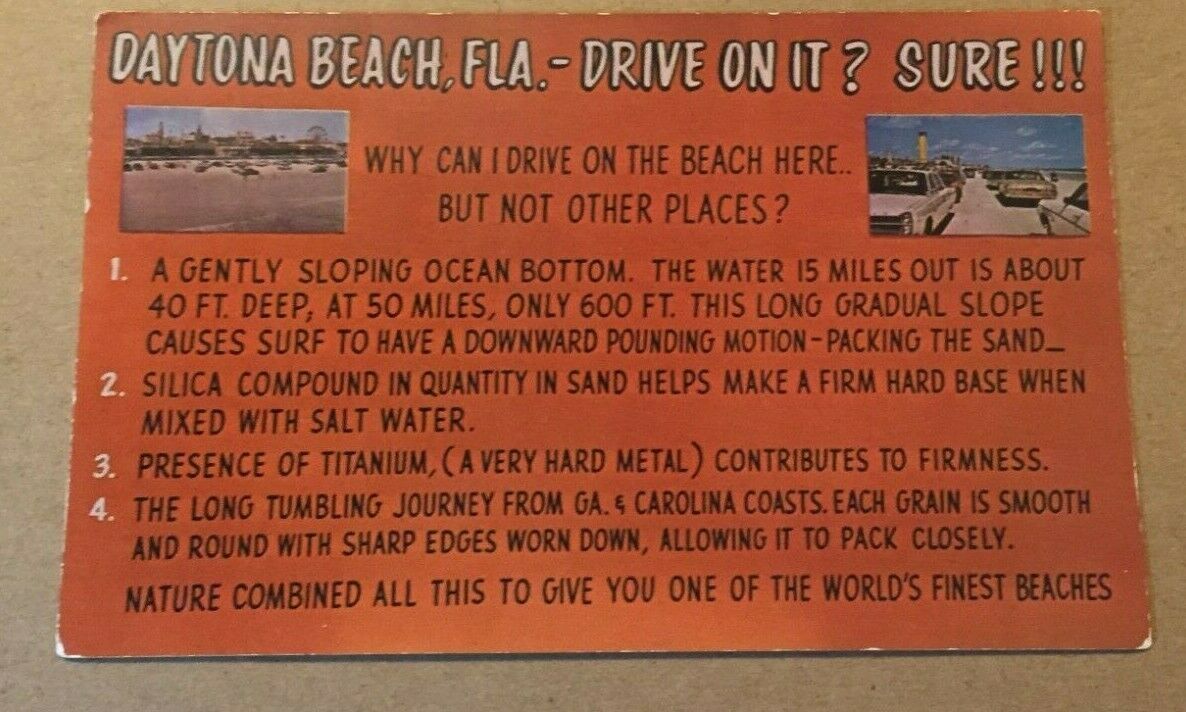 DAYTONA BEACH, FLA.- DRIVE ON IT? SURE!!!
WHY CAN I DRIVE ON THE BEACH HERE..
BUT NOT OTHER PLACES?
1. A GENTLY SLOPING OCEAN BOTTOM. THE WATER 15 MILES OUT IS ABOUT
40 FT. DEEP; AT 50 MILES, ONLY 600 FT. THIS LONG GRADUAL SLOPE
CAUSES SURF TO HAVE A DOWNWARD POUNDING MOTION-PACKING THE SAND_
2. SILICA COMPOUND IN QUANTITY IN SAND HELPS MAKE A FIRM HARD BASE WHEN
MIXED WITH SALT WATER.
3. PRESENCE OF TITANIUM, (A VERY HARD METAL) CONTRIBUTES TO FIRMNESS.
4. THE LONG TUMBLING JOURNEY FROM GA. & CAROLINA COASTS. EACH GRAIN IS SMOOTH
AND ROUND WITH SHARP EDGES WORN DOWN, ALLOWING IT TO PACK CLOSELY.
NATURE COMBINED ALL THIS TO GIVE YOU ONE OF THE WORLD'S FINEST BEACHES